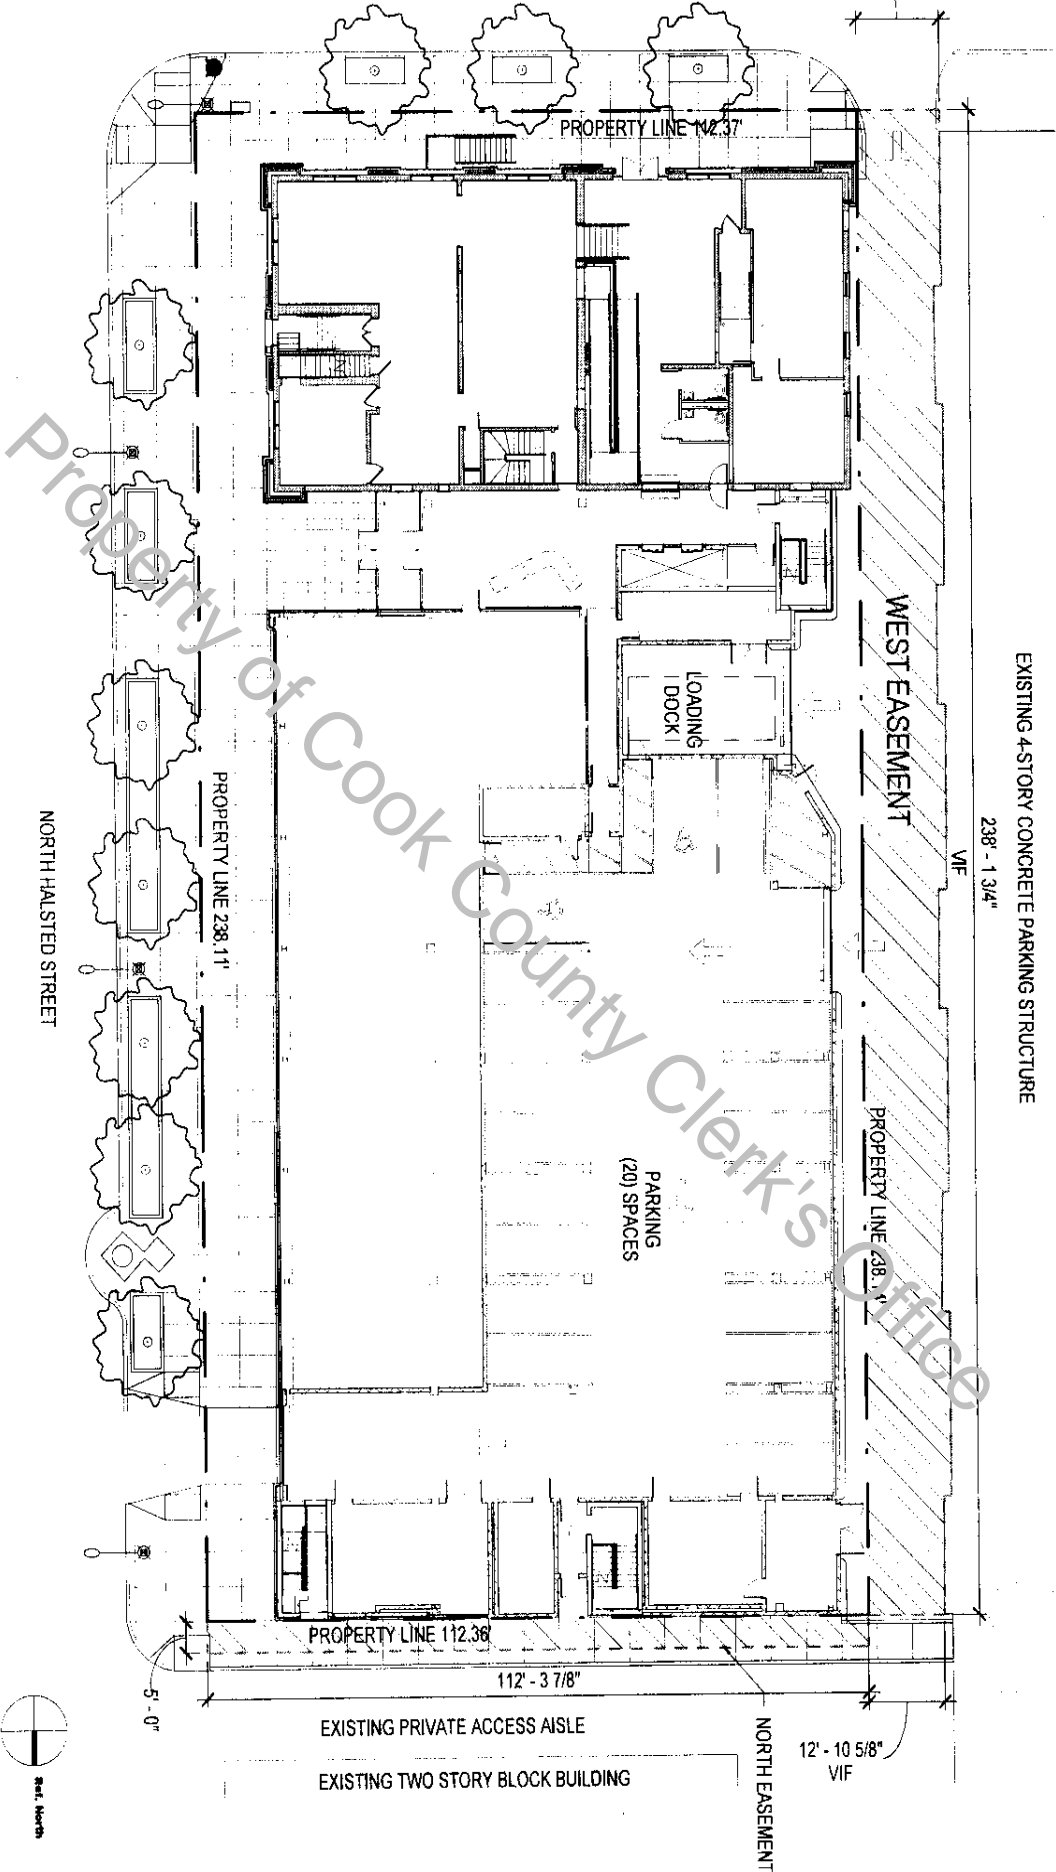 PROPERTY LINE 112.37'
WEST EASEMENT
EXISTING 4-STORY CONCRETE PARKING STRUCTURE
238' - 1 3/4"
VIF
LOADING
DOCK
PROPERTY LINE 238.11'
NORTH HALSTED STREET
PARKING
(20) SPACES
PROPERTY LINE 238.11'
PROPERTY LINE 112.36'
112' - 3 7/8"
5' - 0"
EXISTING PRIVATE ACCESS AISLE
EXISTING TWO STORY BLOCK BUILDING
NORTH EASEMENT
12' - 10 5/8"
VIF
Ref. North
Property of Cook County Clerk's Office